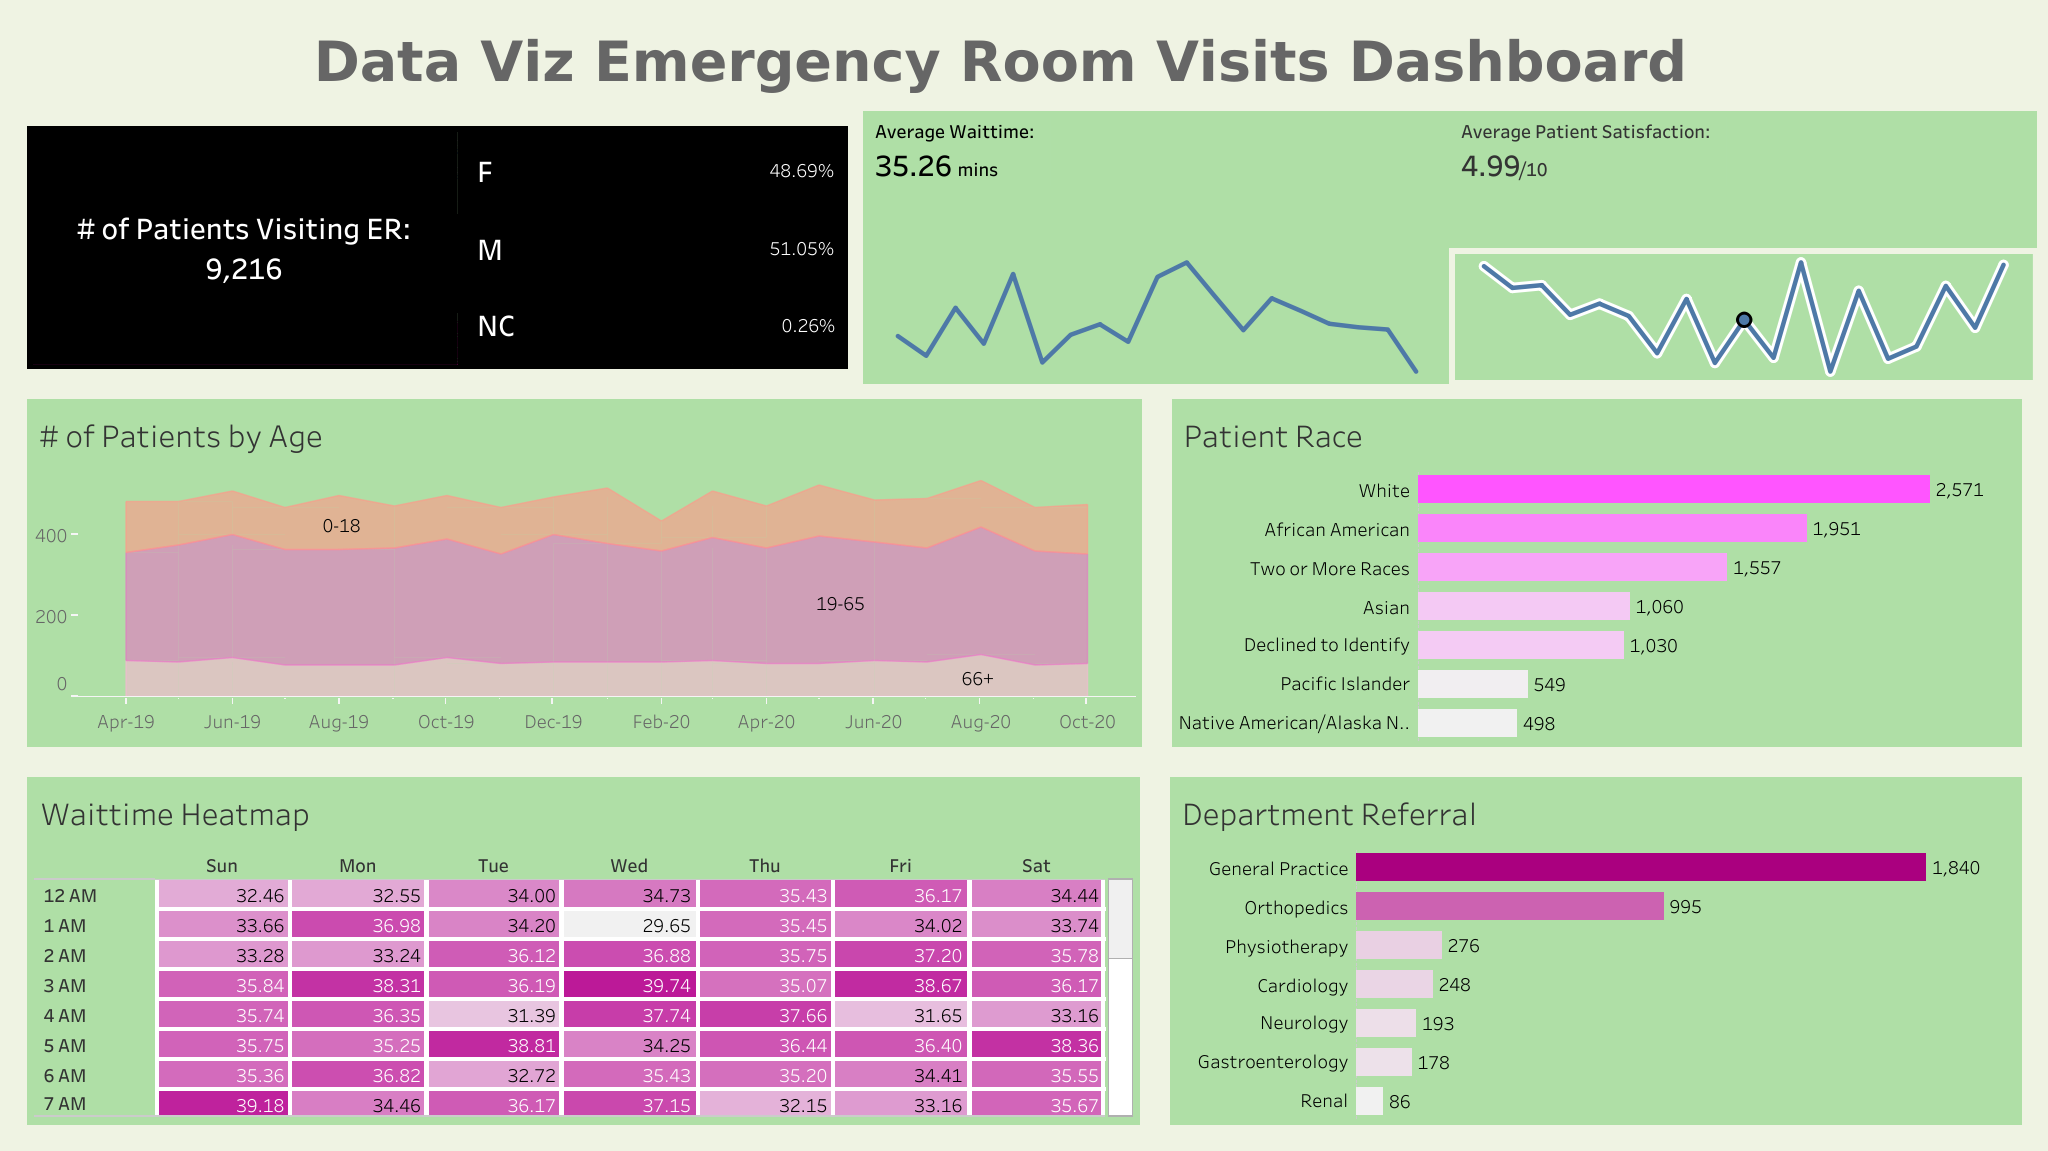 Data Viz Emergency Room Visits Dashboard
# of Patients Visiting ER:
9,216
F 48.69%
M 51.05%
NC 0.26%
Average Waittime:
35.26 mins
Average Patient Satisfaction:
4.99/10
# of Patients by Age
400
200
0
0-18
19-65
66+
Apr-19 Jun-19 Aug-19 Oct-19 Dec-19 Feb-20 Apr-20 Jun-20 Aug-20 Oct-20
Patient Race
White 2,571
African American 1,951
Two or More Races 1,557
Asian 1,060
Declined to Identify 1,030
Pacific Islander 549
Native American/Alaska N.. 498
Waittime Heatmap
Sun Mon Tue Wed Thu Fri Sat
12 AM 32.46 32.55 34.00 34.73 35.43 36.17 34.44
1 AM 33.66 36.98 34.20 29.65 35.45 34.02 33.74
2 AM 33.28 33.24 36.12 36.88 35.75 37.20 35.78
3 AM 35.84 38.31 36.19 39.74 35.07 38.67 36.17
4 AM 35.74 36.35 31.39 37.74 37.66 31.65 33.16
5 AM 35.75 35.25 38.81 34.25 36.44 36.40 38.36
6 AM 35.36 36.82 32.72 35.43 35.20 34.41 35.55
7 AM 39.18 34.46 36.17 37.15 32.15 33.16 35.67
Department Referral
General Practice 1,840
Orthopedics 995
Physiotherapy 276
Cardiology 248
Neurology 193
Gastroenterology 178
Renal 86